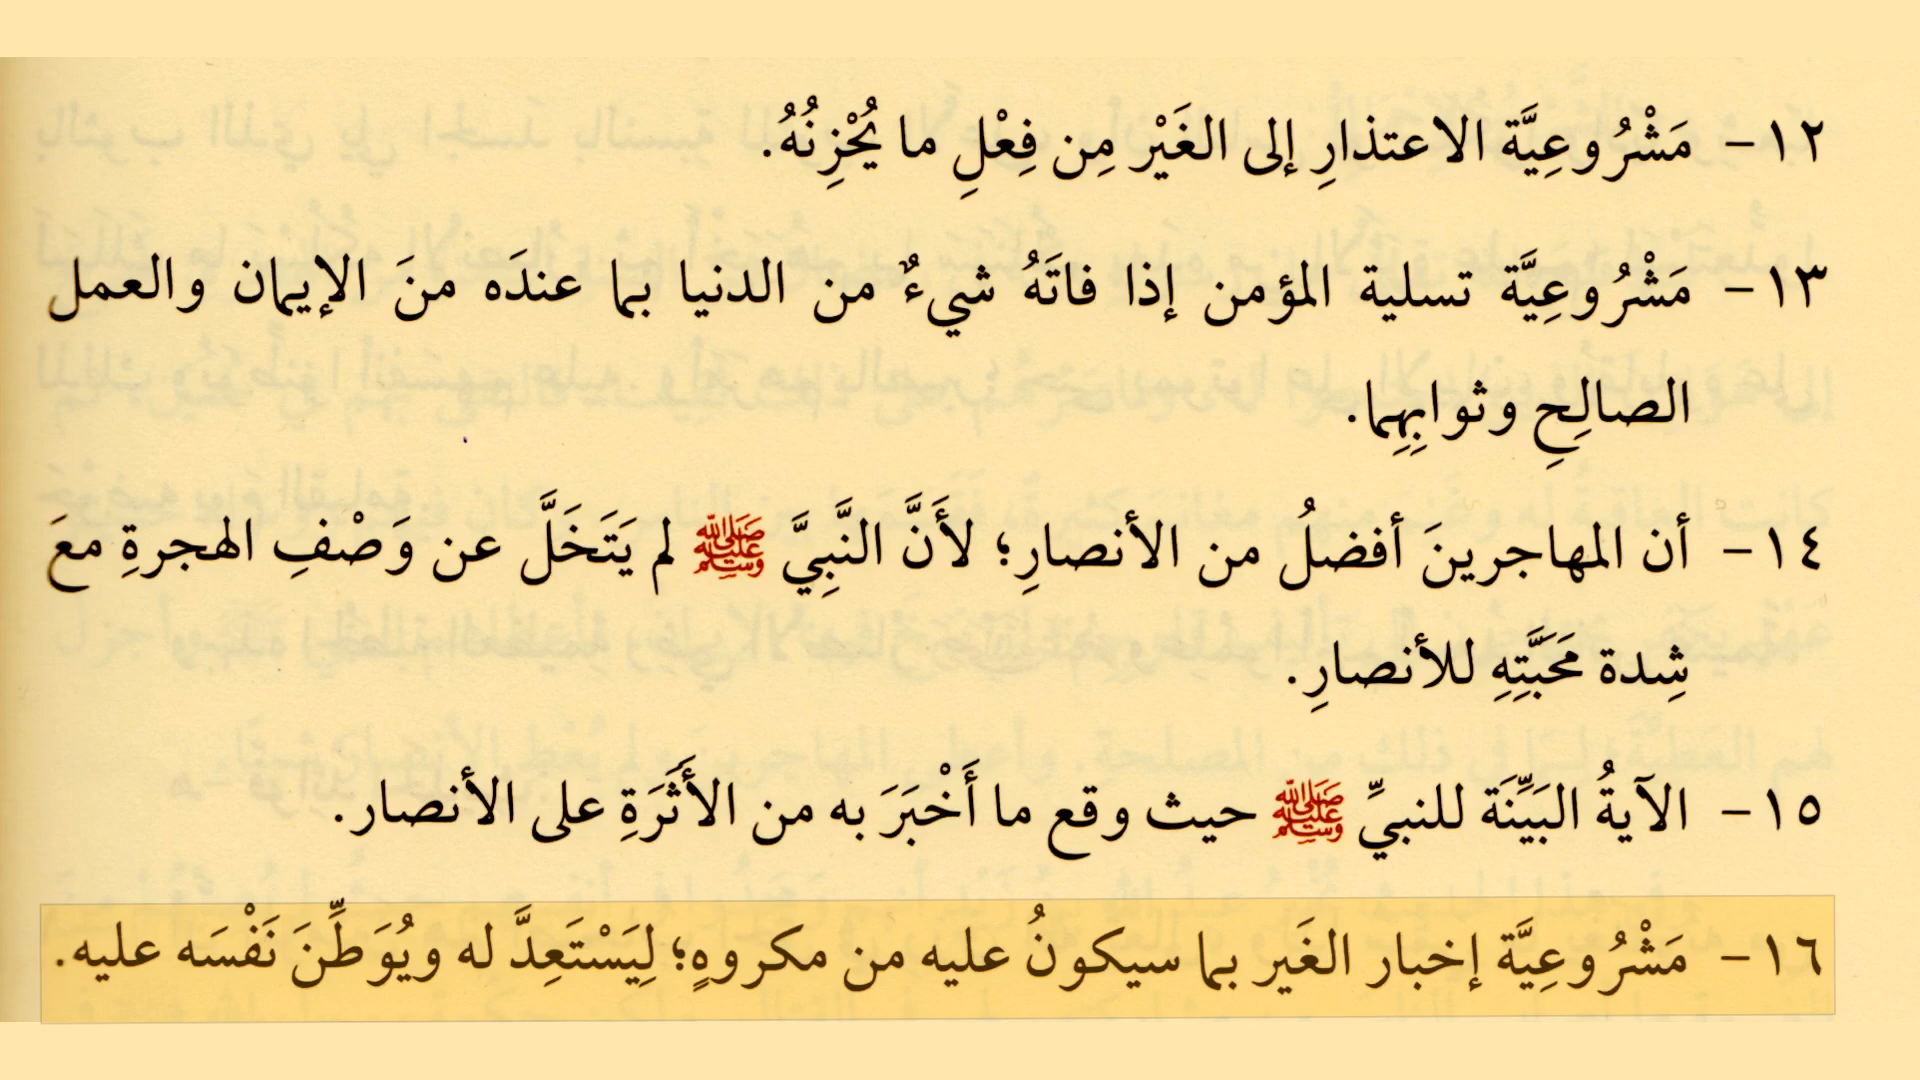 ١٢- مَشْرُوعِيَّة الاعتذارِ إلى الغَيْر مِن فِعْلِ ما يُحْزِنُهُ.
١٣- مَشْرُوعِيَّة تسلية المؤمن إذا فاتَهُ شيءٌ من الدنيا بما عندَه منَ الإيمان والعمل
الصالِحِ وثوابِهِما.
١٤- أن المهاجرينَ أفضلُ من الأنصارِ؛ لأَنَّ النَّبِيَّ ﷺ لم يَتَخَلَّ عن وَصْفِ الهجرةِ معَ
شِدة مَحَبَّتِهِ للأنصارِ.
١٥- الآيةُ البَيِّنَة للنبيِّ ﷺ حيث وقع ما أَخْبَرَ به من الأَثَرَةِ على الأنصار.
١٦- مَشْرُوعِيَّة إخبار الغَير بما سيكونُ عليه من مكروهٍ؛ لِيَسْتَعِدَّ له ويُوَطِّنَ نَفْسَه عليه.